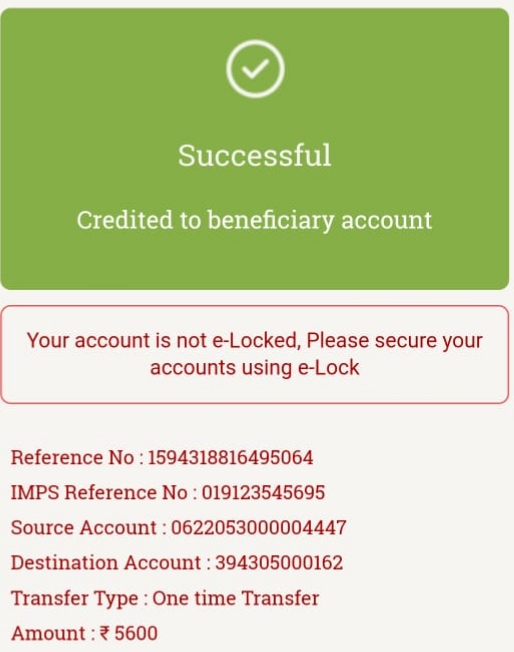 Successful
Credited to beneficiary account
Your account is not e-Locked, Please secure your
accounts using e-Lock
Reference No : 1594318816495064
IMPS Reference No : 019123545695
Source Account : 0622053000004447
Destination Account : 394305000162
Transfer Type : One time Transfer
Amount : ₹ 5600